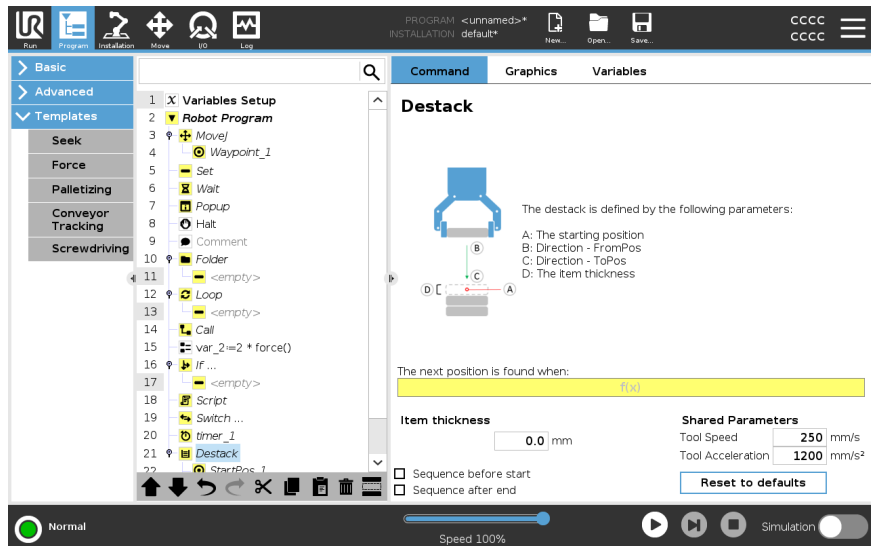 PROGRAM <unnamed>*
INSTALLATION default*
CCCC
CCCC
Run
Program
Installation
Move
I/O
Log
New...
Open...
Save...
Basic
Advanced
Templates
Seek
Force
Palletizing
Conveyor
Tracking
Screwdriving
1 X Variables Setup
2 Robot Program
3 MoveJ
4 Waypoint_1
5 Set
6 Wait
7 Popup
8 Halt
9 Comment
10 Folder
11 <empty>
12 Loop
13 <empty>
14 Call
15 var_2:=2 * force()
16 If ...
17 <empty>
18 Script
19 Switch ...
20 timer_1
21 Destack
22 StartPos_1
Command Graphics Variables
Destack
B
C
D
A
The destack is defined by the following parameters:
A: The starting position
B: Direction - FromPos
C: Direction - ToPos
D: The item thickness
The next position is found when:
f(x)
Item thickness
0.0 mm
Sequence before start
Sequence after end
Shared Parameters
Tool Speed 250 mm/s
Tool Acceleration 1200 mm/s²
Reset to defaults
Normal
Speed 100%
Simulation